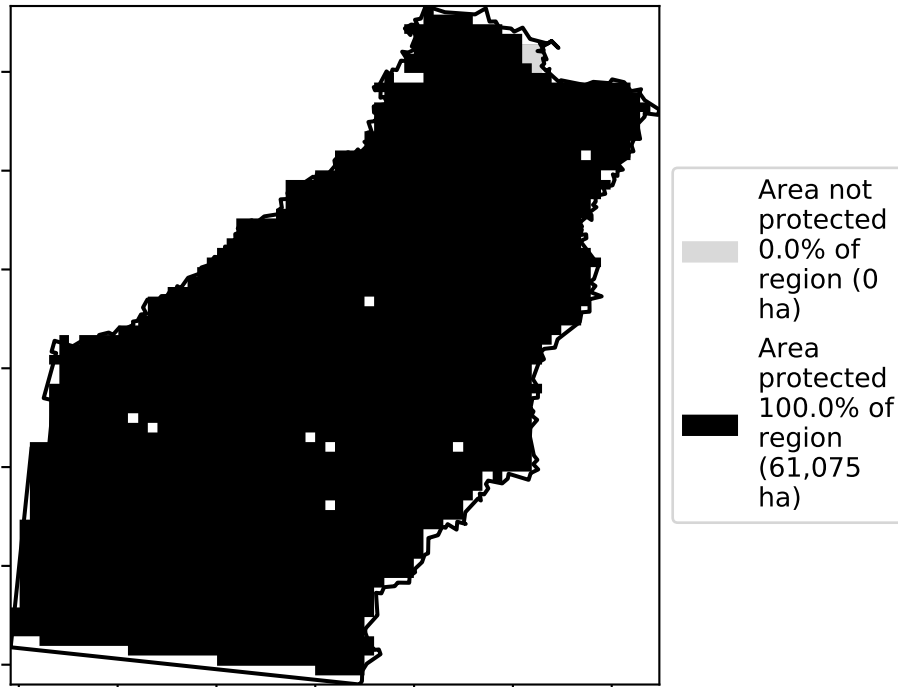 Area not
protected
0.0% of
region (0
ha)
Area
protected
100.0% of
region
(61,075
ha)